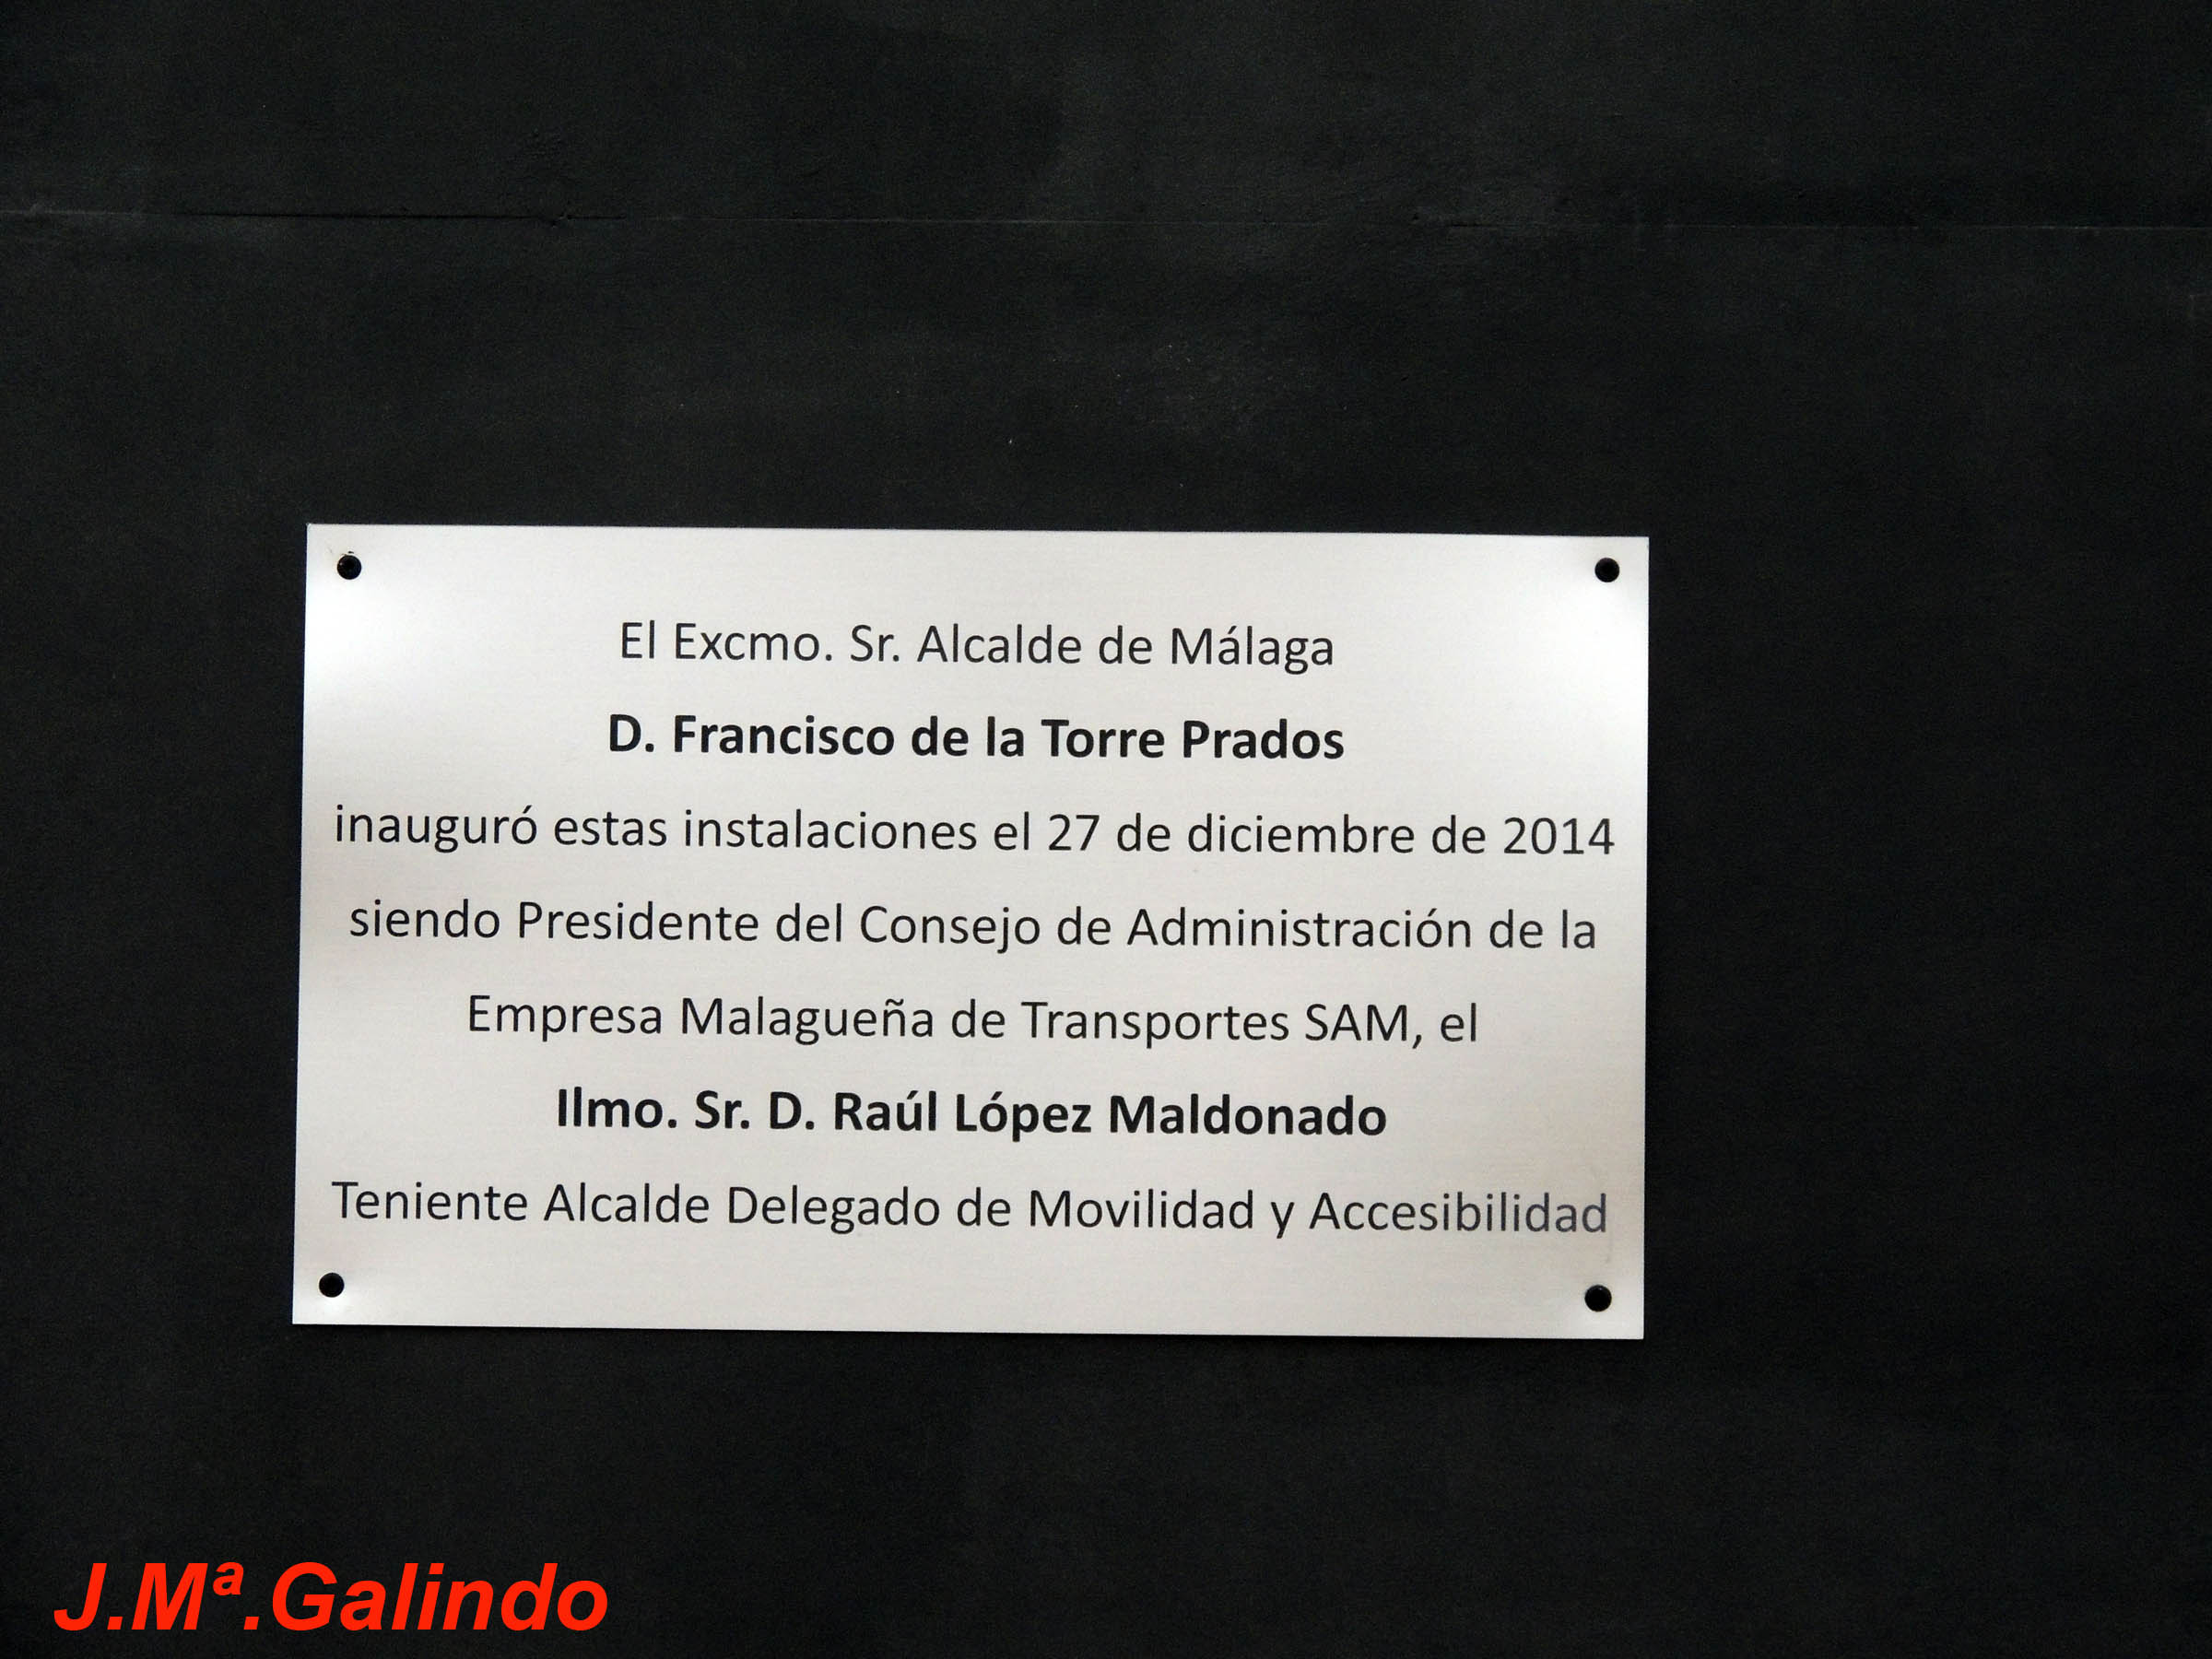 El Excmo. Sr. Alcalde de Málaga
D. Francisco de la Torre Prados
inauguró estas instalaciones el 27 de diciembre de 2014
siendo Presidente del Consejo de Administración de la
Empresa Malagueña de Transportes SAM, el
Ilmo. Sr. D. Raúl López Maldonado
Teniente Alcalde Delegado de Movilidad y Accesibilidad
J.Mª.Galindo